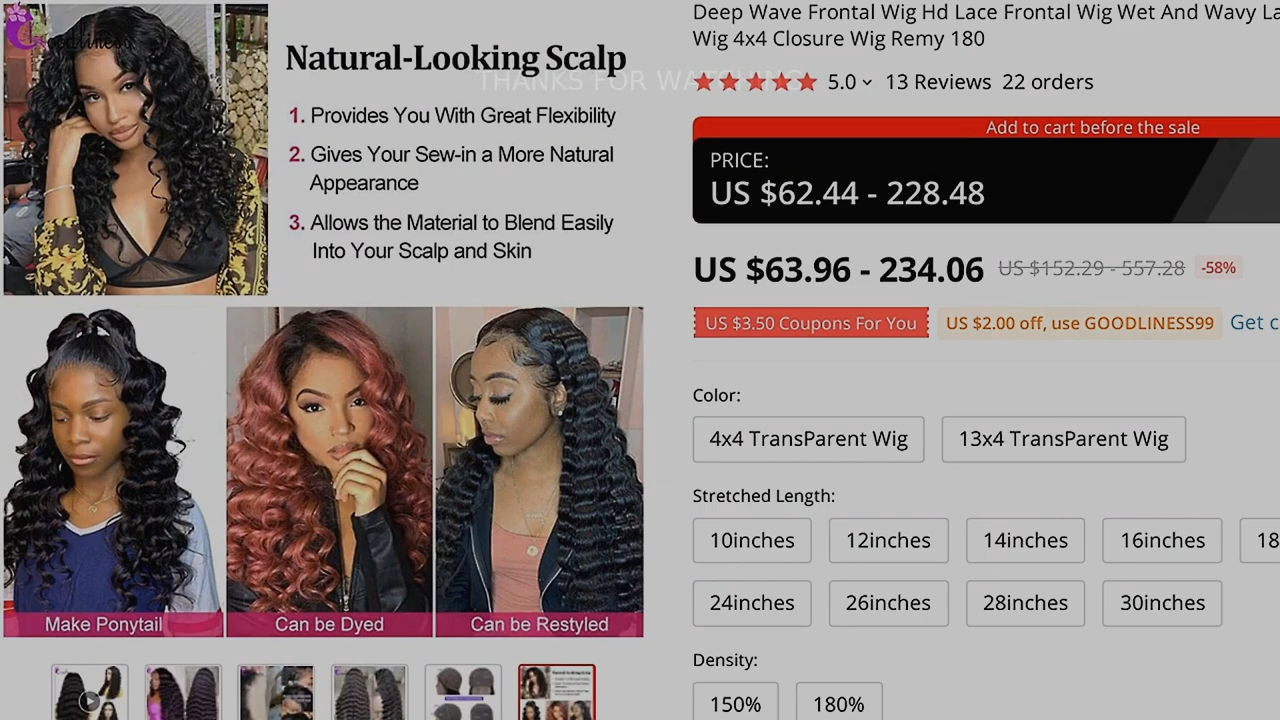 Goodliness
Natural-Looking Scalp
1. Provides You With Great Flexibility
2. Gives Your Sew-in a More Natural
Appearance
3. Allows the Material to Blend Easily
Into Your Scalp and Skin
Make Ponytail
Can be Dyed
Can be Restyled
THANKS FOR WATCHING
Deep Wave Frontal Wig Hd Lace Frontal Wig Wet And Wavy La
Wig 4x4 Closure Wig Remy 180
5.0 13 Reviews 22 orders
Add to cart before the sale
PRICE:
US $62.44 - 228.48
US $63.96 - 234.06 US $152.29 - 557.28 -58%
US $3.50 Coupons For You US $2.00 off, use GOODLINESS99 Get c
Color:
4x4 TransParent Wig 13x4 TransParent Wig
Stretched Length:
10inches 12inches 14inches 16inches 18
24inches 26inches 28inches 30inches
Density:
150% 180%